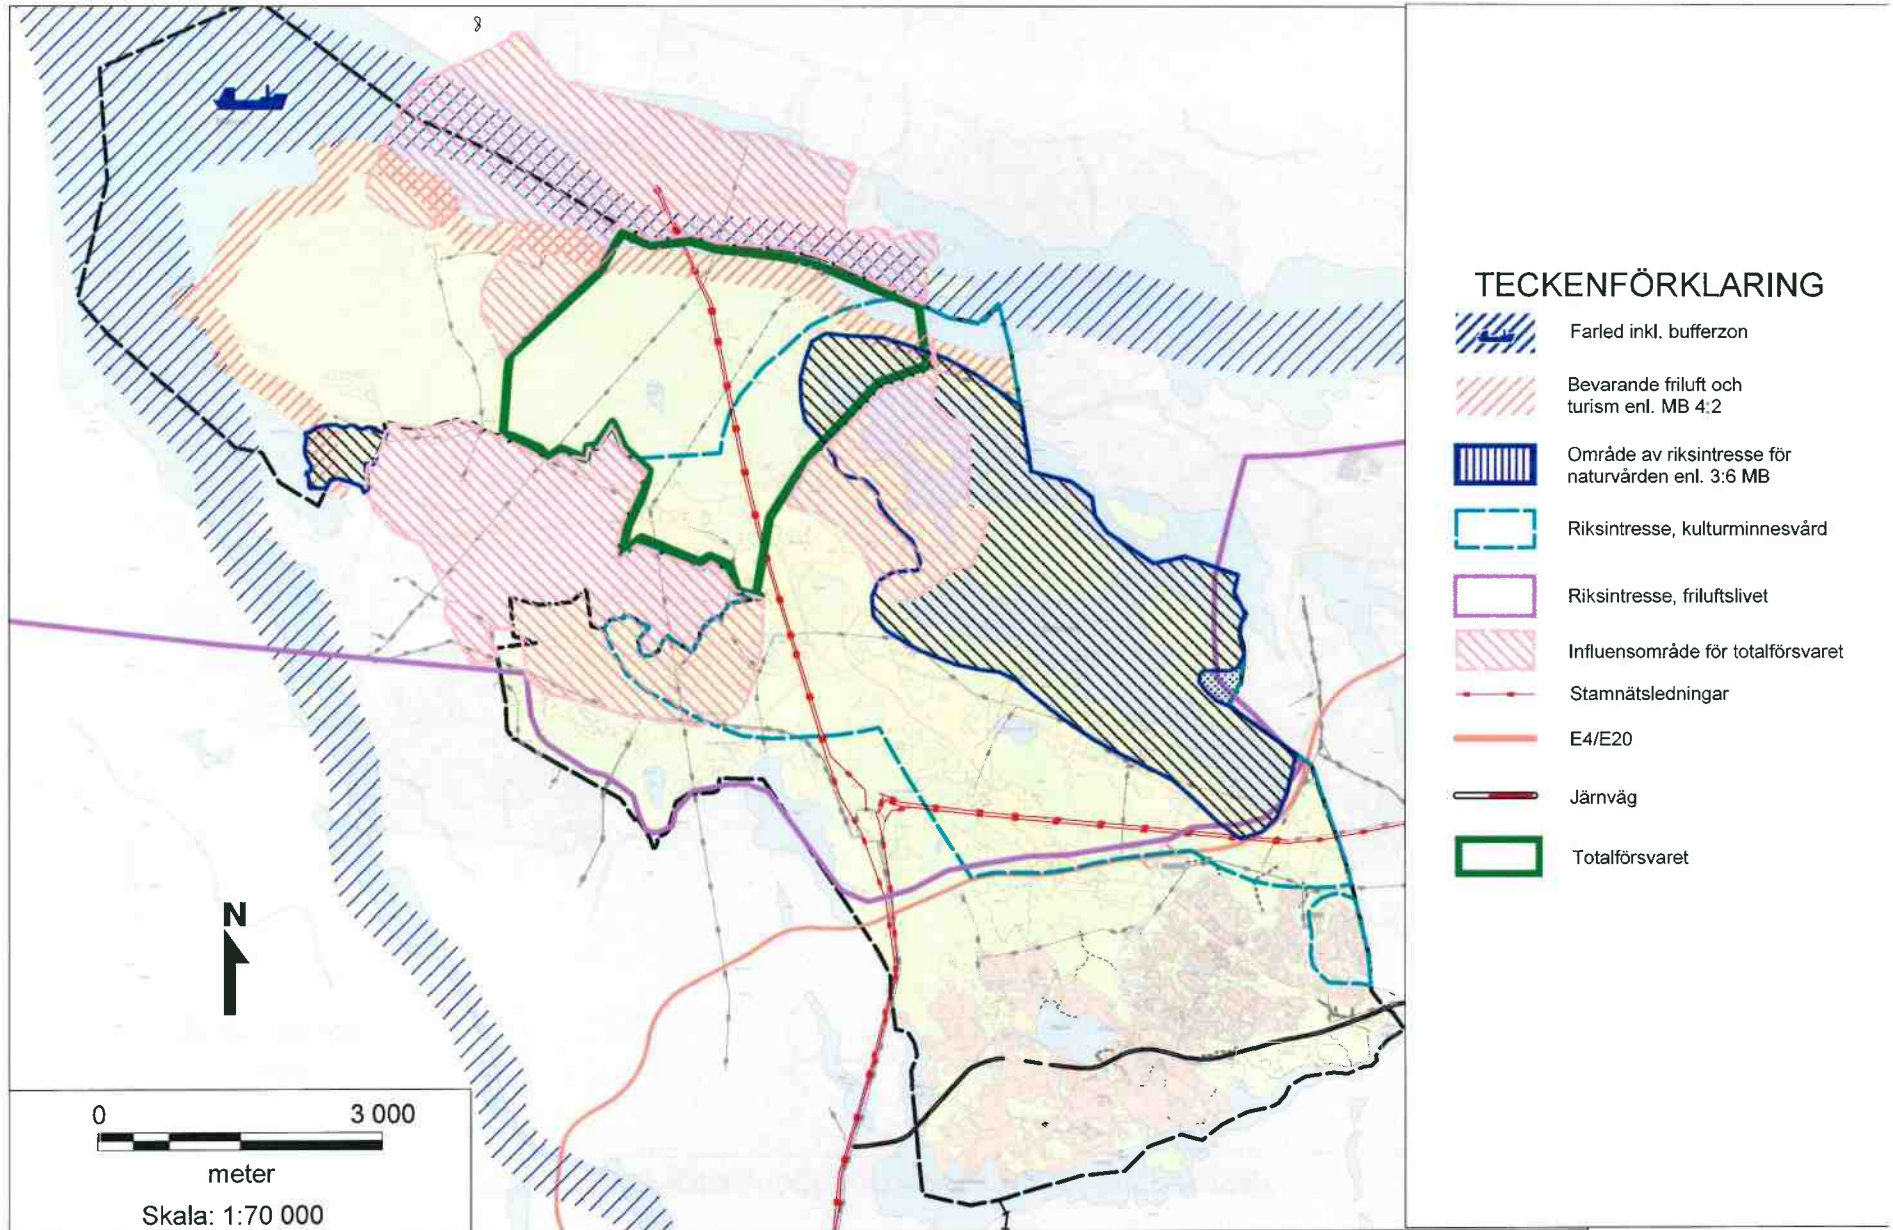 8
TECKENFÖRKLARING
Farled inkl. bufferzon
Bevarande friluft och
turism enl. MB 4:2
Område av riksintresse för
naturvården enl. 3:6 MB
Riksintresse, kulturminnesvård
Riksintresse, friluftslivet
Influensområde för totalförsvaret
Stamnätsledningar
E4/E20
Järnväg
Totalförsvaret
N
0 3 000
meter
Skala: 1:70 000